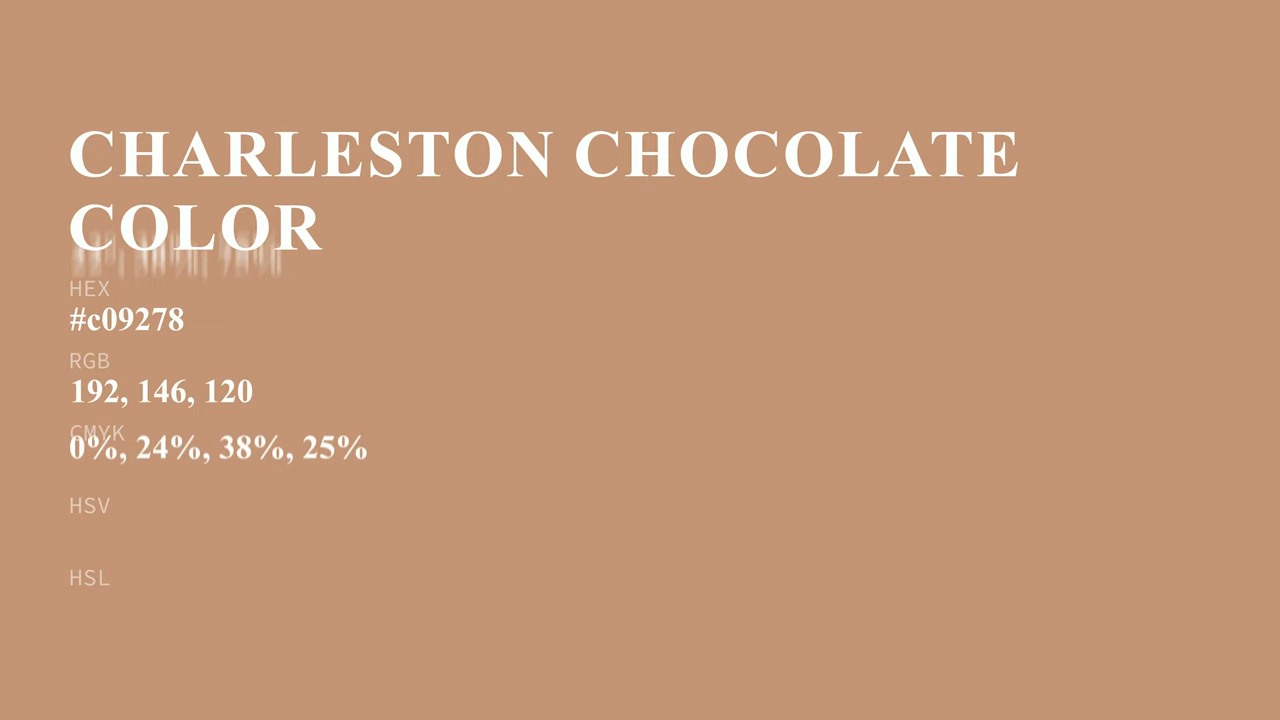 CHARLESTON CHOCOLATE
COLOR
HEX
#c09278
RGB
192, 146, 120
CMYK
0%, 24%, 38%, 25%
HSV
HSL